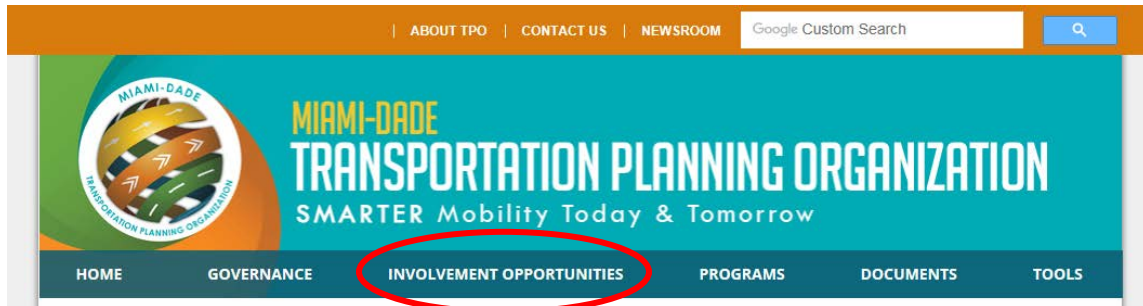 | ABOUT TPO | CONTACT US | NEWSROOM Google Custom Search
MIAMI-DADE
TRANSPORTATION PLANNING ORGANIZATION
MIAMI-DADE
TRANSPORTATION PLANNING ORGANIZATION
SMARTER Mobility Today & Tomorrow
HOME GOVERNANCE INVOLVEMENT OPPORTUNITIES PROGRAMS DOCUMENTS TOOLS